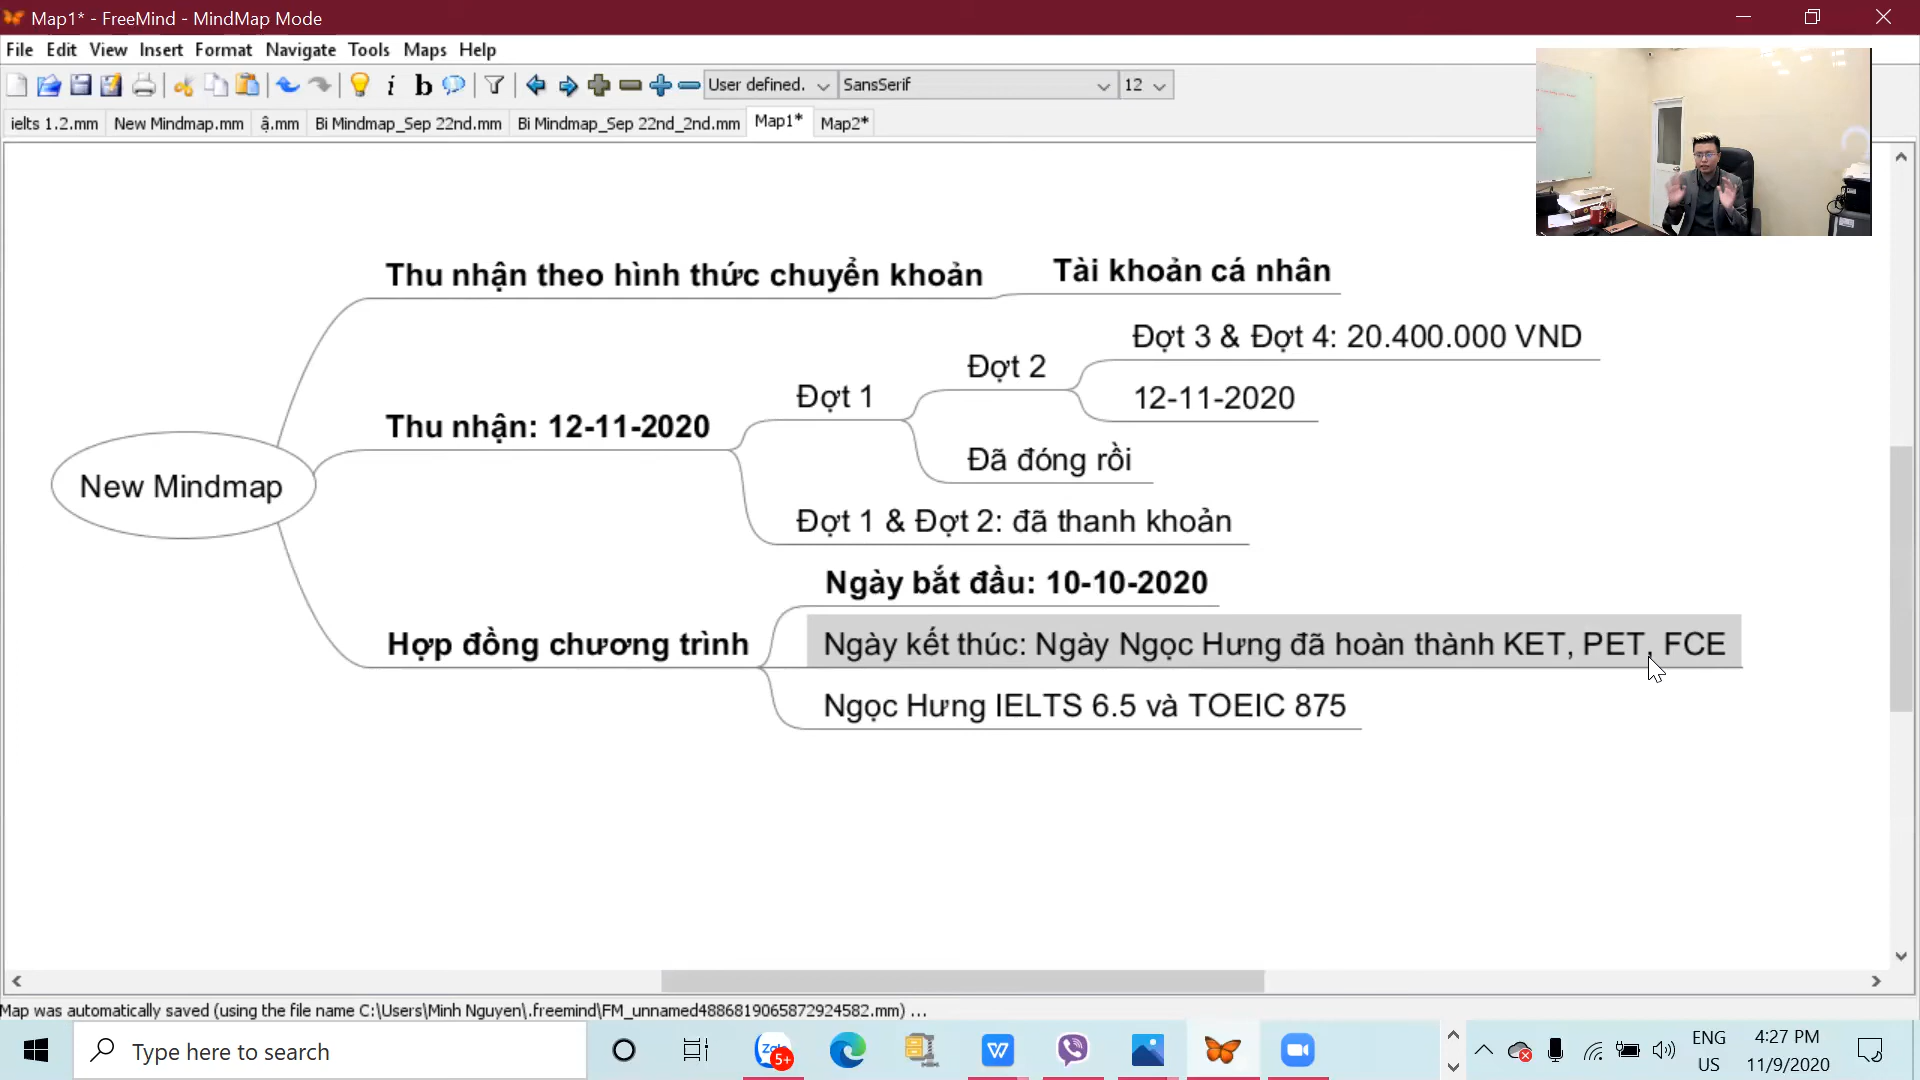 Map1* - FreeMind - MindMap Mode
File Edit View Insert Format Navigate Tools Maps Help
User defined. SansSerif 12
ielts 1.2.mm New Mindmap.mm ậ.mm Bi Mindmap_Sep 22nd.mm Bi Mindmap_Sep 22nd_2nd.mm Map1* Map2*
Thu nhận theo hình thức chuyển khoản
Tài khoản cá nhân
Đợt 3 & Đợt 4: 20.400.000 VND
Đợt 2
12-11-2020
Đợt 1
Thu nhận: 12-11-2020
Đã đóng rồi
New Mindmap
Đợt 1 & Đợt 2: đã thanh khoản
Ngày bắt đầu: 10-10-2020
Hợp đồng chương trình
Ngày kết thúc: Ngày Ngọc Hưng đã hoàn thành KET, PET, FCE
Ngọc Hưng IELTS 6.5 và TOEIC 875
Map was automatically saved (using the file name C:\Users\Minh Nguyen\.freemind\FM_unnamed4886819065872924582.mm) ...
Type here to search
Zalo 5+
ENG
US
4:27 PM
11/9/2020